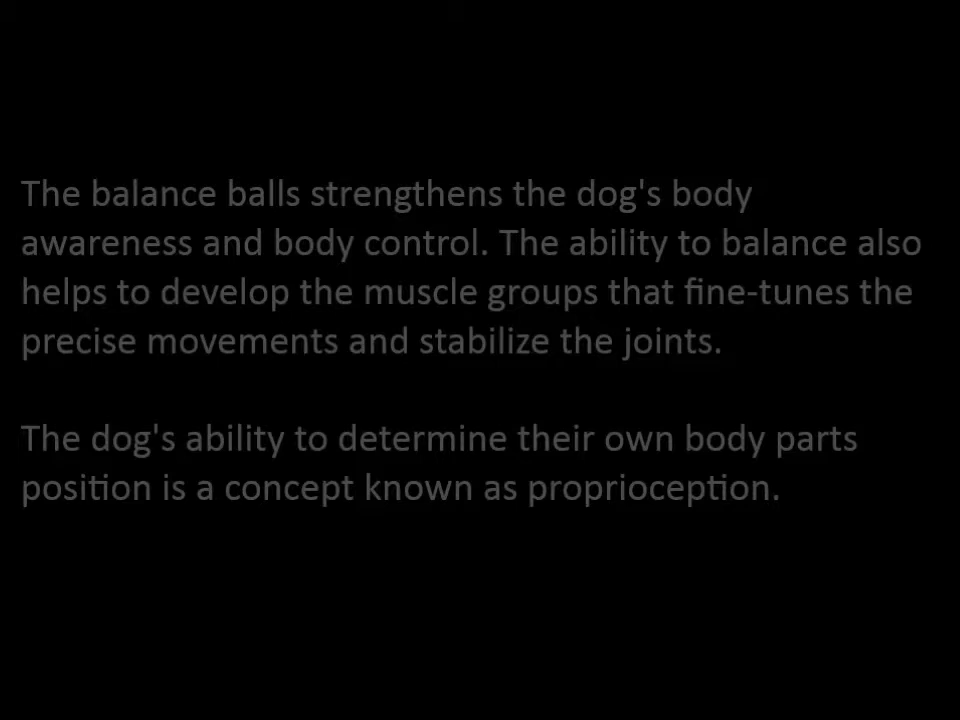 The balance balls strengthens the dog's body
awareness and body control. The ability to balance also
helps to develop the muscle groups that fine-tunes the
precise movements and stabilize the joints.
The dog's ability to determine their own body parts
position is a concept known as proprioception.